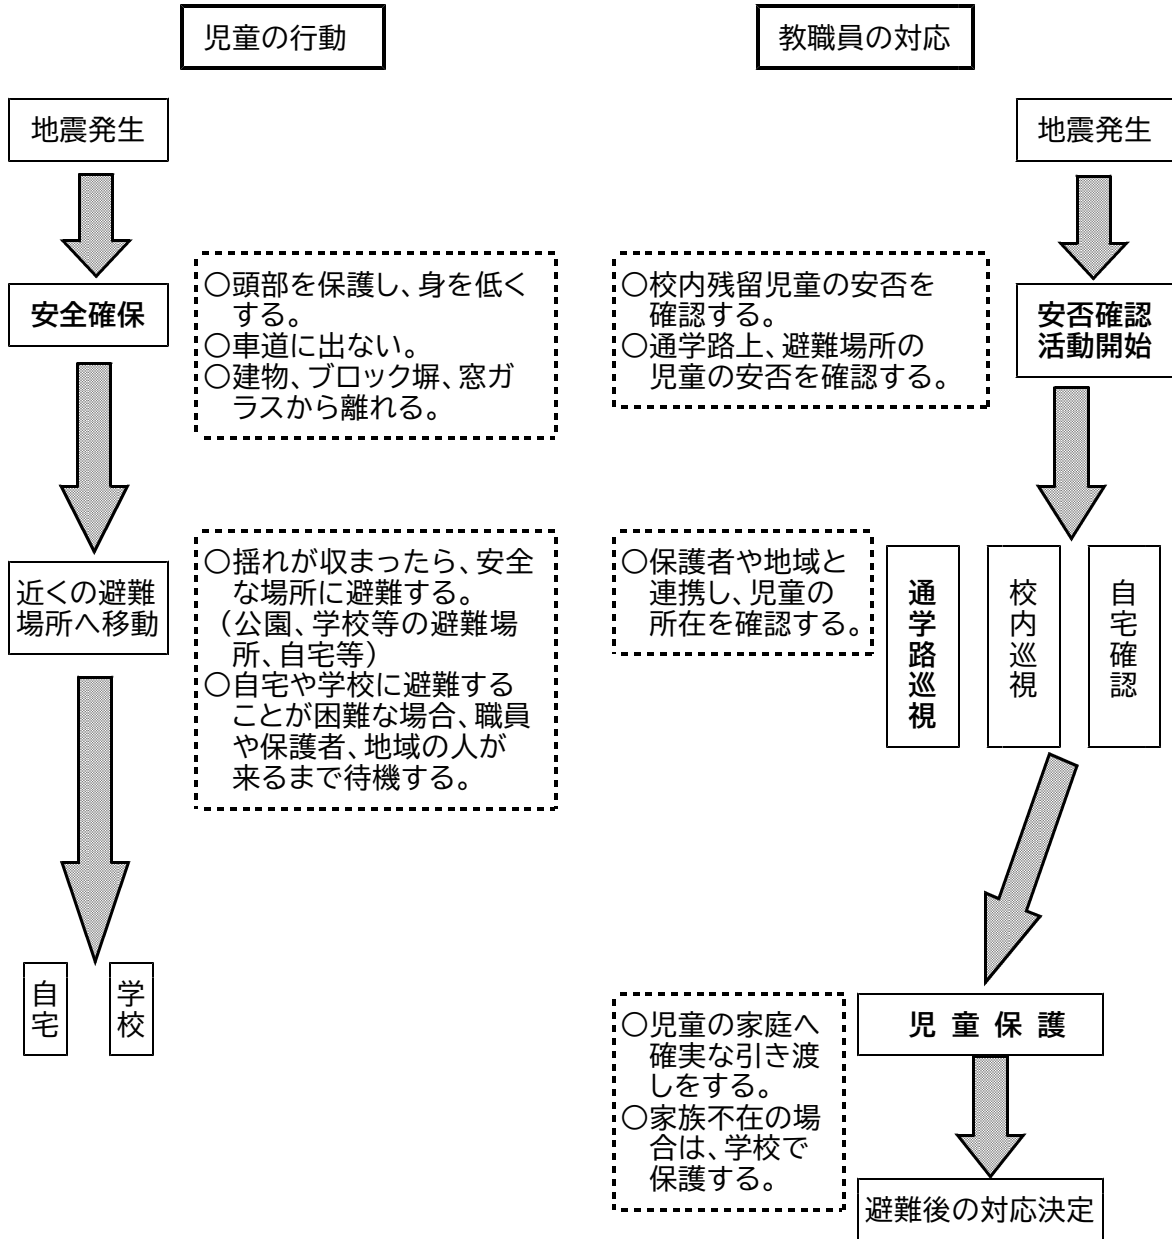 児童の行動
地震発生
安全確保
○頭部を保護し、身を低く
する。
○車道に出ない。
○建物、ブロック塀、窓ガ
ラスから離れる。
近くの避難
場所へ移動
○揺れが収まったら、安全
な場所に避難する。
(公園、学校等の避難場
所、自宅等)
○自宅や学校に避難する
ことが困難な場合、職員
や保護者、地域の人が
来るまで待機する。
自宅
学校
教職員の対応
地震発生
○校内残留児童の安否を
確認する。
○通学路上、避難場所の
児童の安否を確認する。
安否確認
活動開始
○保護者や地域と
連携し、児童の
所在を確認する。
通学路巡視
校内巡視
自宅確認
児童保護
○児童の家庭へ
確実な引き渡
しをする。
○家族不在の場
合は、学校で
保護する。
避難後の対応決定